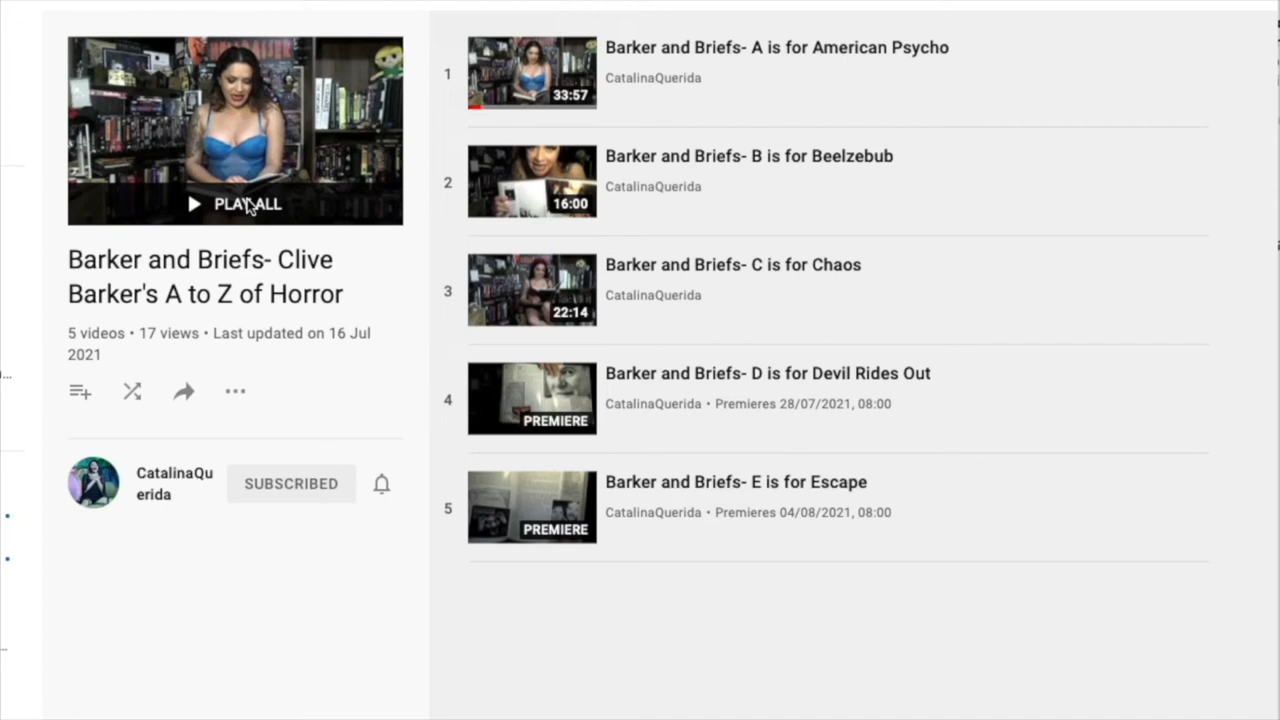 PLAY ALL
Barker and Briefs- Clive
Barker's A to Z of Horror
5 videos • 17 views • Last updated on 16 Jul
2021
CatalinaQu
erida
SUBSCRIBED
1
Barker and Briefs- A is for American Psycho
CatalinaQuerida
33:57
2
Barker and Briefs- B is for Beelzebub
CatalinaQuerida
16:00
3
Barker and Briefs- C is for Chaos
CatalinaQuerida
22:14
4
Barker and Briefs- D is for Devil Rides Out
CatalinaQuerida • Premieres 28/07/2021, 08:00
PREMIERE
5
Barker and Briefs- E is for Escape
CatalinaQuerida • Premieres 04/08/2021, 08:00
PREMIERE